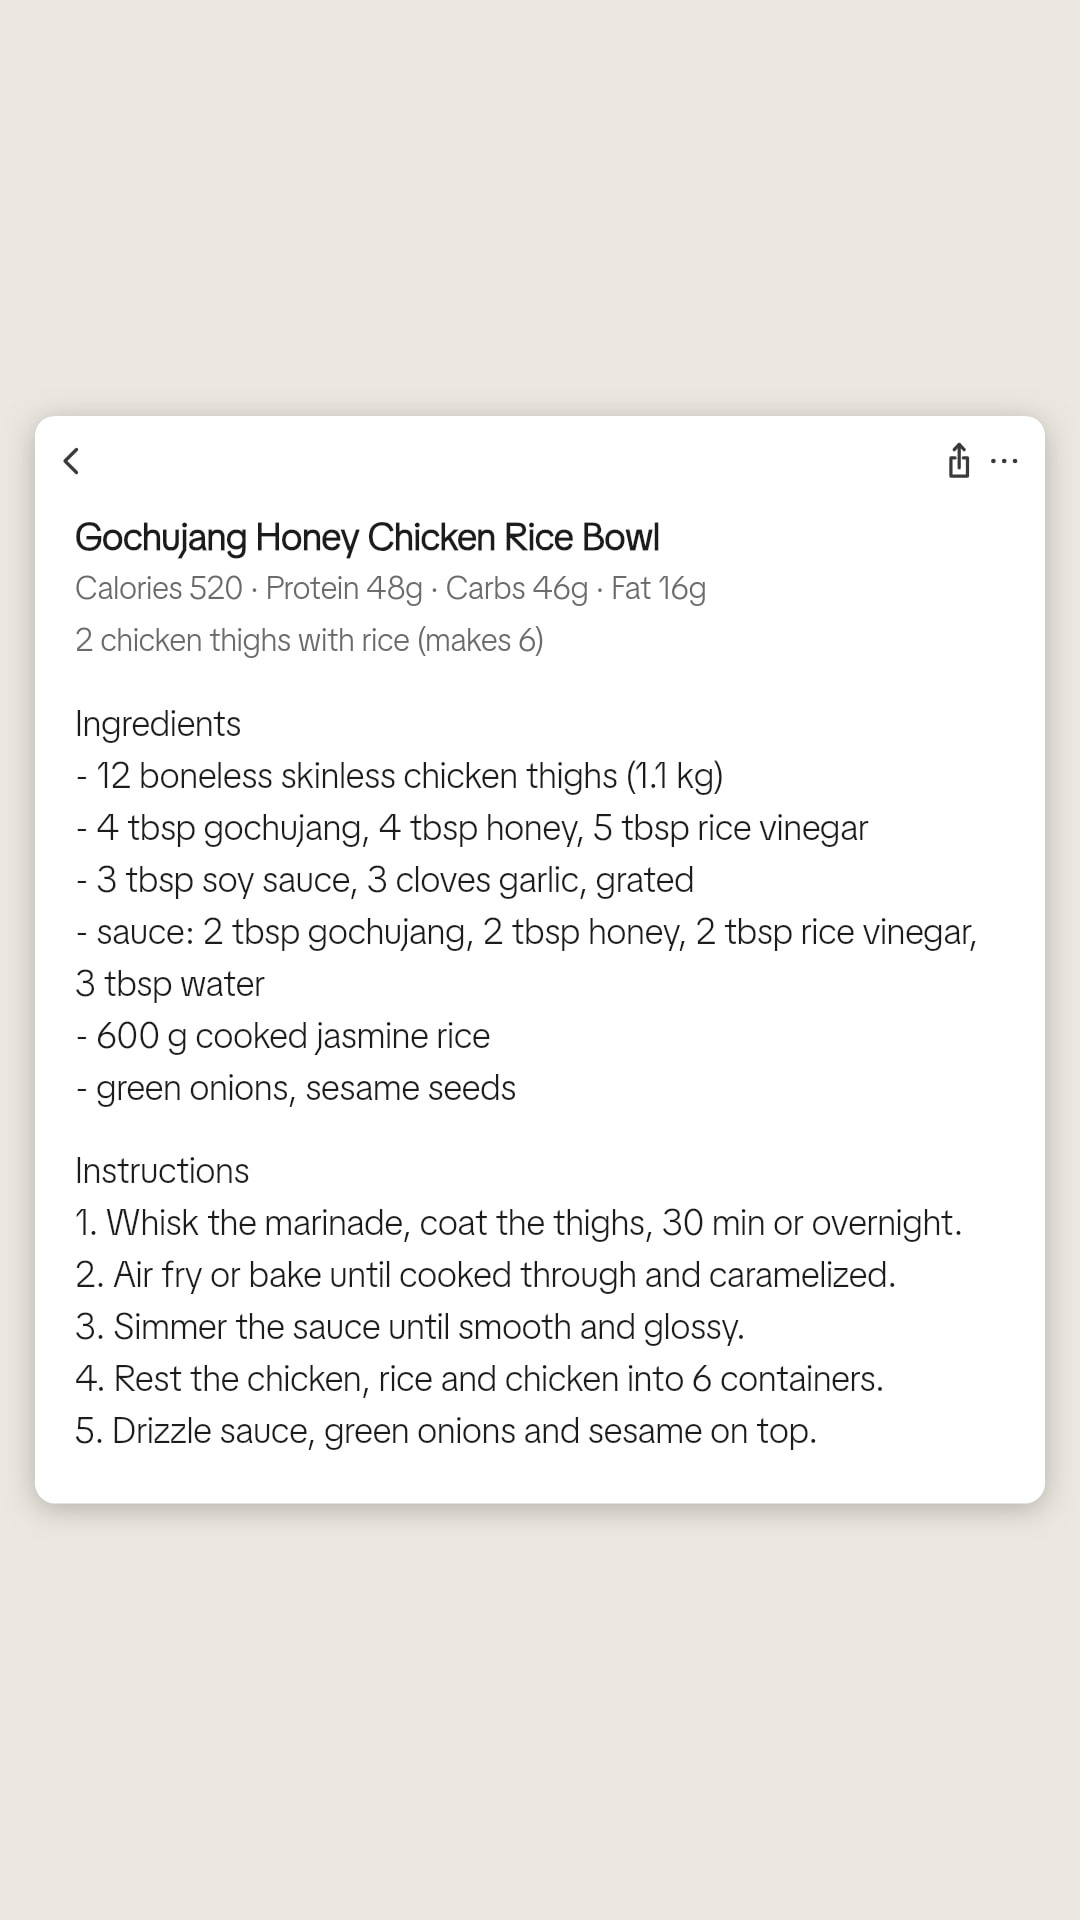 Gochujang Honey Chicken Rice Bowl
Calories 520 · Protein 48g · Carbs 46g · Fat 16g
2 chicken thighs with rice (makes 6)
Ingredients
- 12 boneless skinless chicken thighs (1.1 kg)
- 4 tbsp gochujang, 4 tbsp honey, 5 tbsp rice vinegar
- 3 tbsp soy sauce, 3 cloves garlic, grated
- sauce: 2 tbsp gochujang, 2 tbsp honey, 2 tbsp rice vinegar,
3 tbsp water
- 600 g cooked jasmine rice
- green onions, sesame seeds
Instructions
1. Whisk the marinade, coat the thighs, 30 min or overnight.
2. Air fry or bake until cooked through and caramelized.
3. Simmer the sauce until smooth and glossy.
4. Rest the chicken, rice and chicken into 6 containers.
5. Drizzle sauce, green onions and sesame on top.